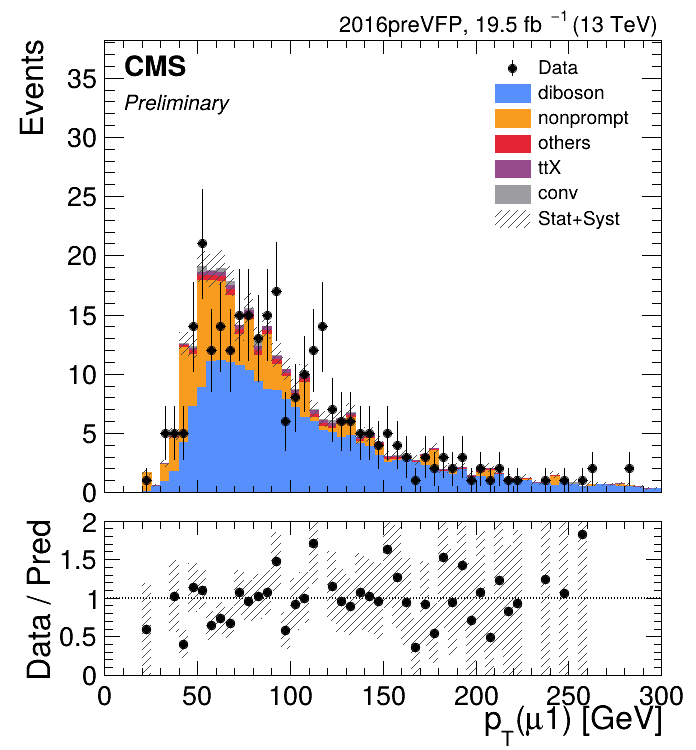 2016preVFP, 19.5 fb⁻¹ (13 TeV)
Events
CMS
Preliminary
Data
diboson
nonprompt
others
ttX
conv
Stat+Syst
35
30
25
20
15
10
5
0
Data / Pred
2
1.5
1
0.5
0
0 50 100 150 200 250 300
p_T(μ1) [GeV]